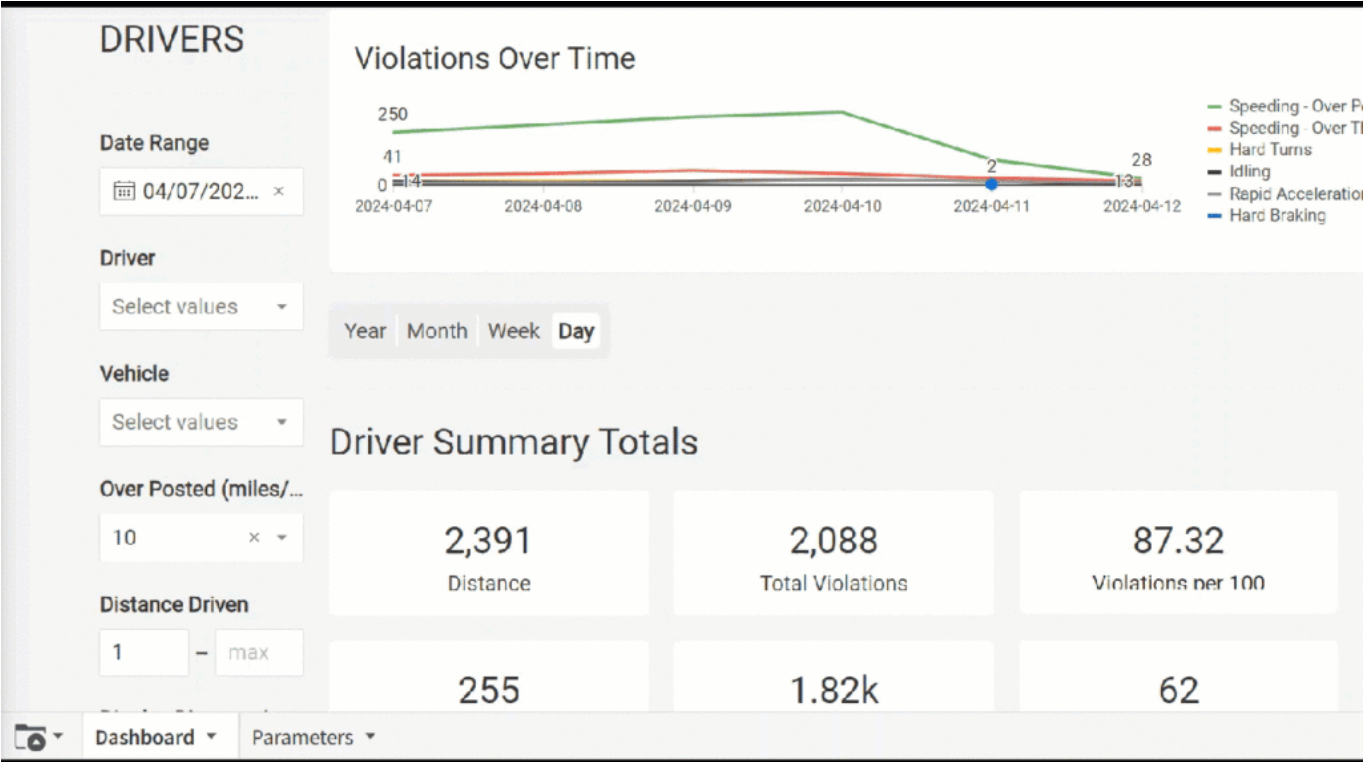 DRIVERS
Date Range
04/07/202... ×
Driver
Select values
Vehicle
Select values
Over Posted (miles/...
10 ×
Distance Driven
1 – max
Violations Over Time
250
41
0
14
2
28
13
2024-04-07 2024-04-08 2024-04-09 2024-04-10 2024-04-11 2024-04-12
Speeding - Over
Speeding - Over
Hard Turns
Idling
Rapid Acceleration
Hard Braking
Year Month Week Day
Driver Summary Totals
2,391 2,088 87.32
Distance Total Violations Violations per 100
255 1.82k 62
Dashboard Parameters